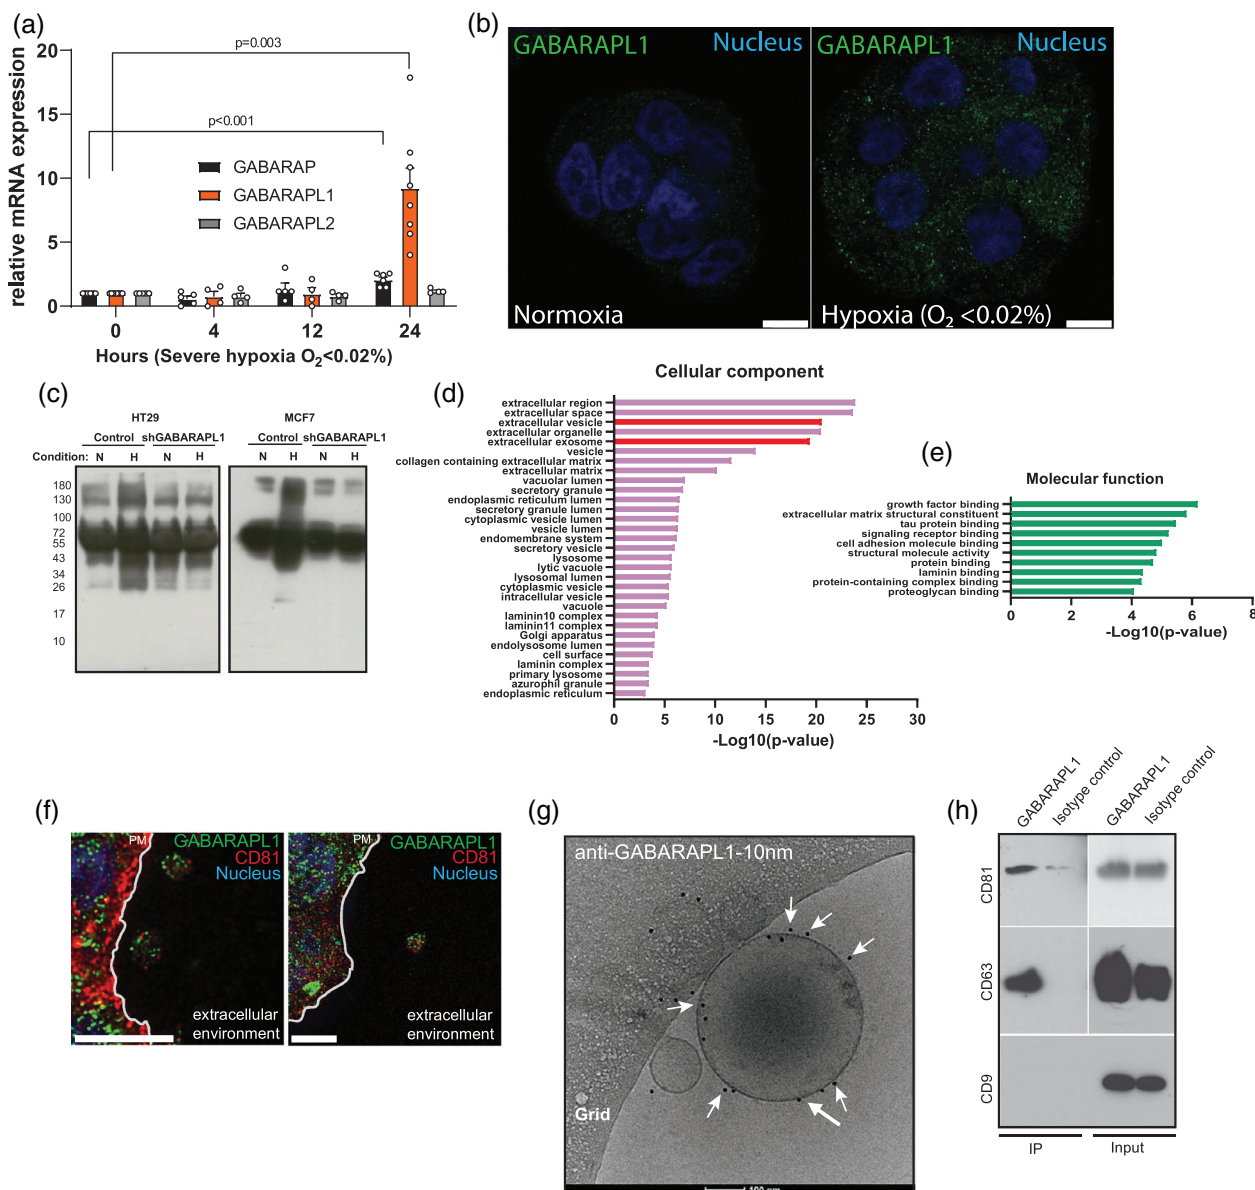 (a)
p=0.003
p<0.001
relative mRNA expression
20
15
10
5
0
GABARAP
GABARAPL1
GABARAPL2
0 4 12 24
Hours (Severe hypoxia O₂<0.02%)
(b)
GABARAPL1 Nucleus
Normoxia
GABARAPL1 Nucleus
Hypoxia (O₂ <0.02%)
(c)
HT29
Control shGABARAPL1
Condition: N H N H
MCF7
Control shGABARAPL1
N H N H
180
130
100
72
55
43
34
26
17
10
(d)
Cellular component
extracellular region
extracellular space
extracellular vesicle
extracellular organelle
extracellular exosome
vesicle
collagen containing extracellular matrix
extracellular matrix
vacuolar lumen
secretory granule
endoplasmic reticulum lumen
secretory granule lumen
cytoplasmic vesicle lumen
vesicle lumen
endomembrane system
secretory vesicle
lysosome
lytic vacuole
lysosomal lumen
cytoplasmic vesicle
intracellular vesicle
vacuole
laminin10 complex
laminin11 complex
Golgi apparatus
endolysosome lumen
cell surface
laminin complex
primary lysosome
azurophil granule
endoplasmic reticulum
0 5 10 15 20 25 30
-Log10(p-value)
(e)
Molecular function
growth factor binding
extracellular matrix structural constituent
tau protein binding
signaling receptor binding
cell adhesion molecule binding
structural molecule activity
protein binding
laminin binding
protein-containing complex binding
proteoglycan binding
0 2 4 6 8
-Log10(p-value)
(f)
PM
GABARAPL1
CD81
Nucleus
extracellular
environment
PM
GABARAPL1
CD81
Nucleus
extracellular
environment
(g)
anti-GABARAPL1-10nm
Grid
100 nm
(h)
GABARAPL1
Isotype control
GABARAPL1
Isotype control
CD81
CD63
CD9
IP
Input